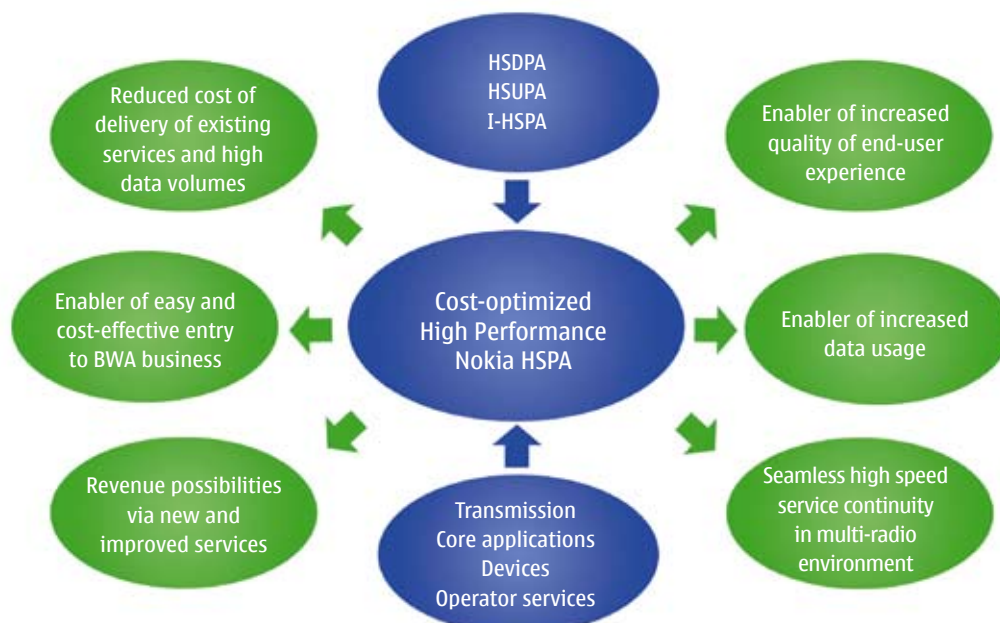 Reduced cost of
delivery of existing
services and high
data volumes
HSDPA
HSUPA
I-HSPA
Enabler of increased
quality of end-user
experience
Enabler of easy and
cost-effective entry
to BWA business
Cost-optimized
High Performance
Nokia HSPA
Enabler of increased
data usage
Revenue possibilities
via new and
improved services
Transmission
Core applications
Devices
Operator services
Seamless high speed
service continuity
in multi-radio
environment